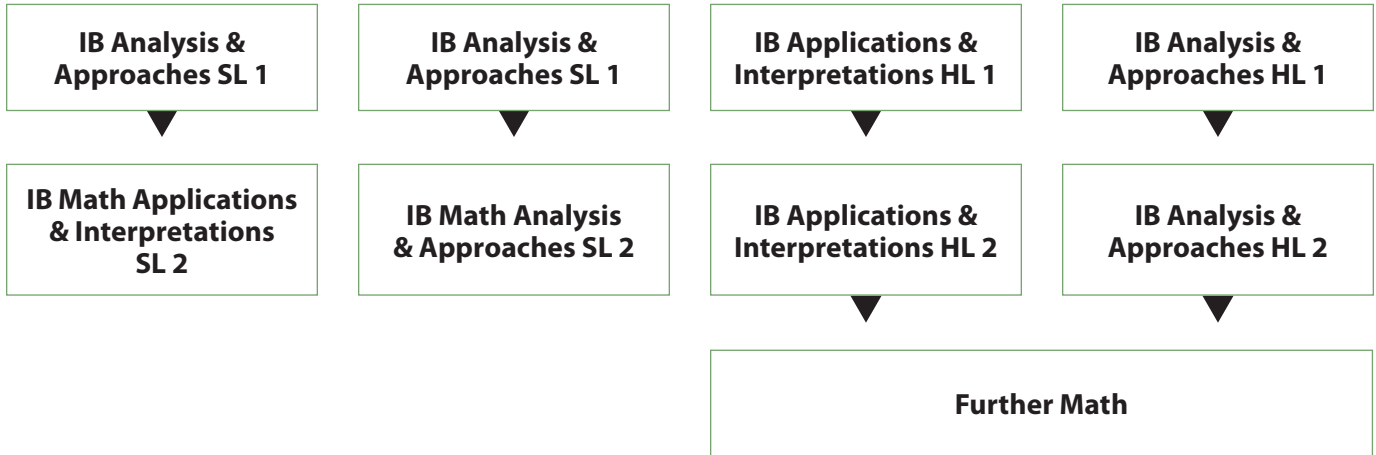 IB Analysis &
Approaches SL 1
IB Analysis &
Approaches SL 1
IB Applications &
Interpretations HL 1
IB Analysis &
Approaches HL 1
IB Math Applications
& Interpretations
SL 2
IB Math Analysis
& Approaches SL 2
IB Applications &
Interpretations HL 2
IB Analysis &
Approaches HL 2
Further Math